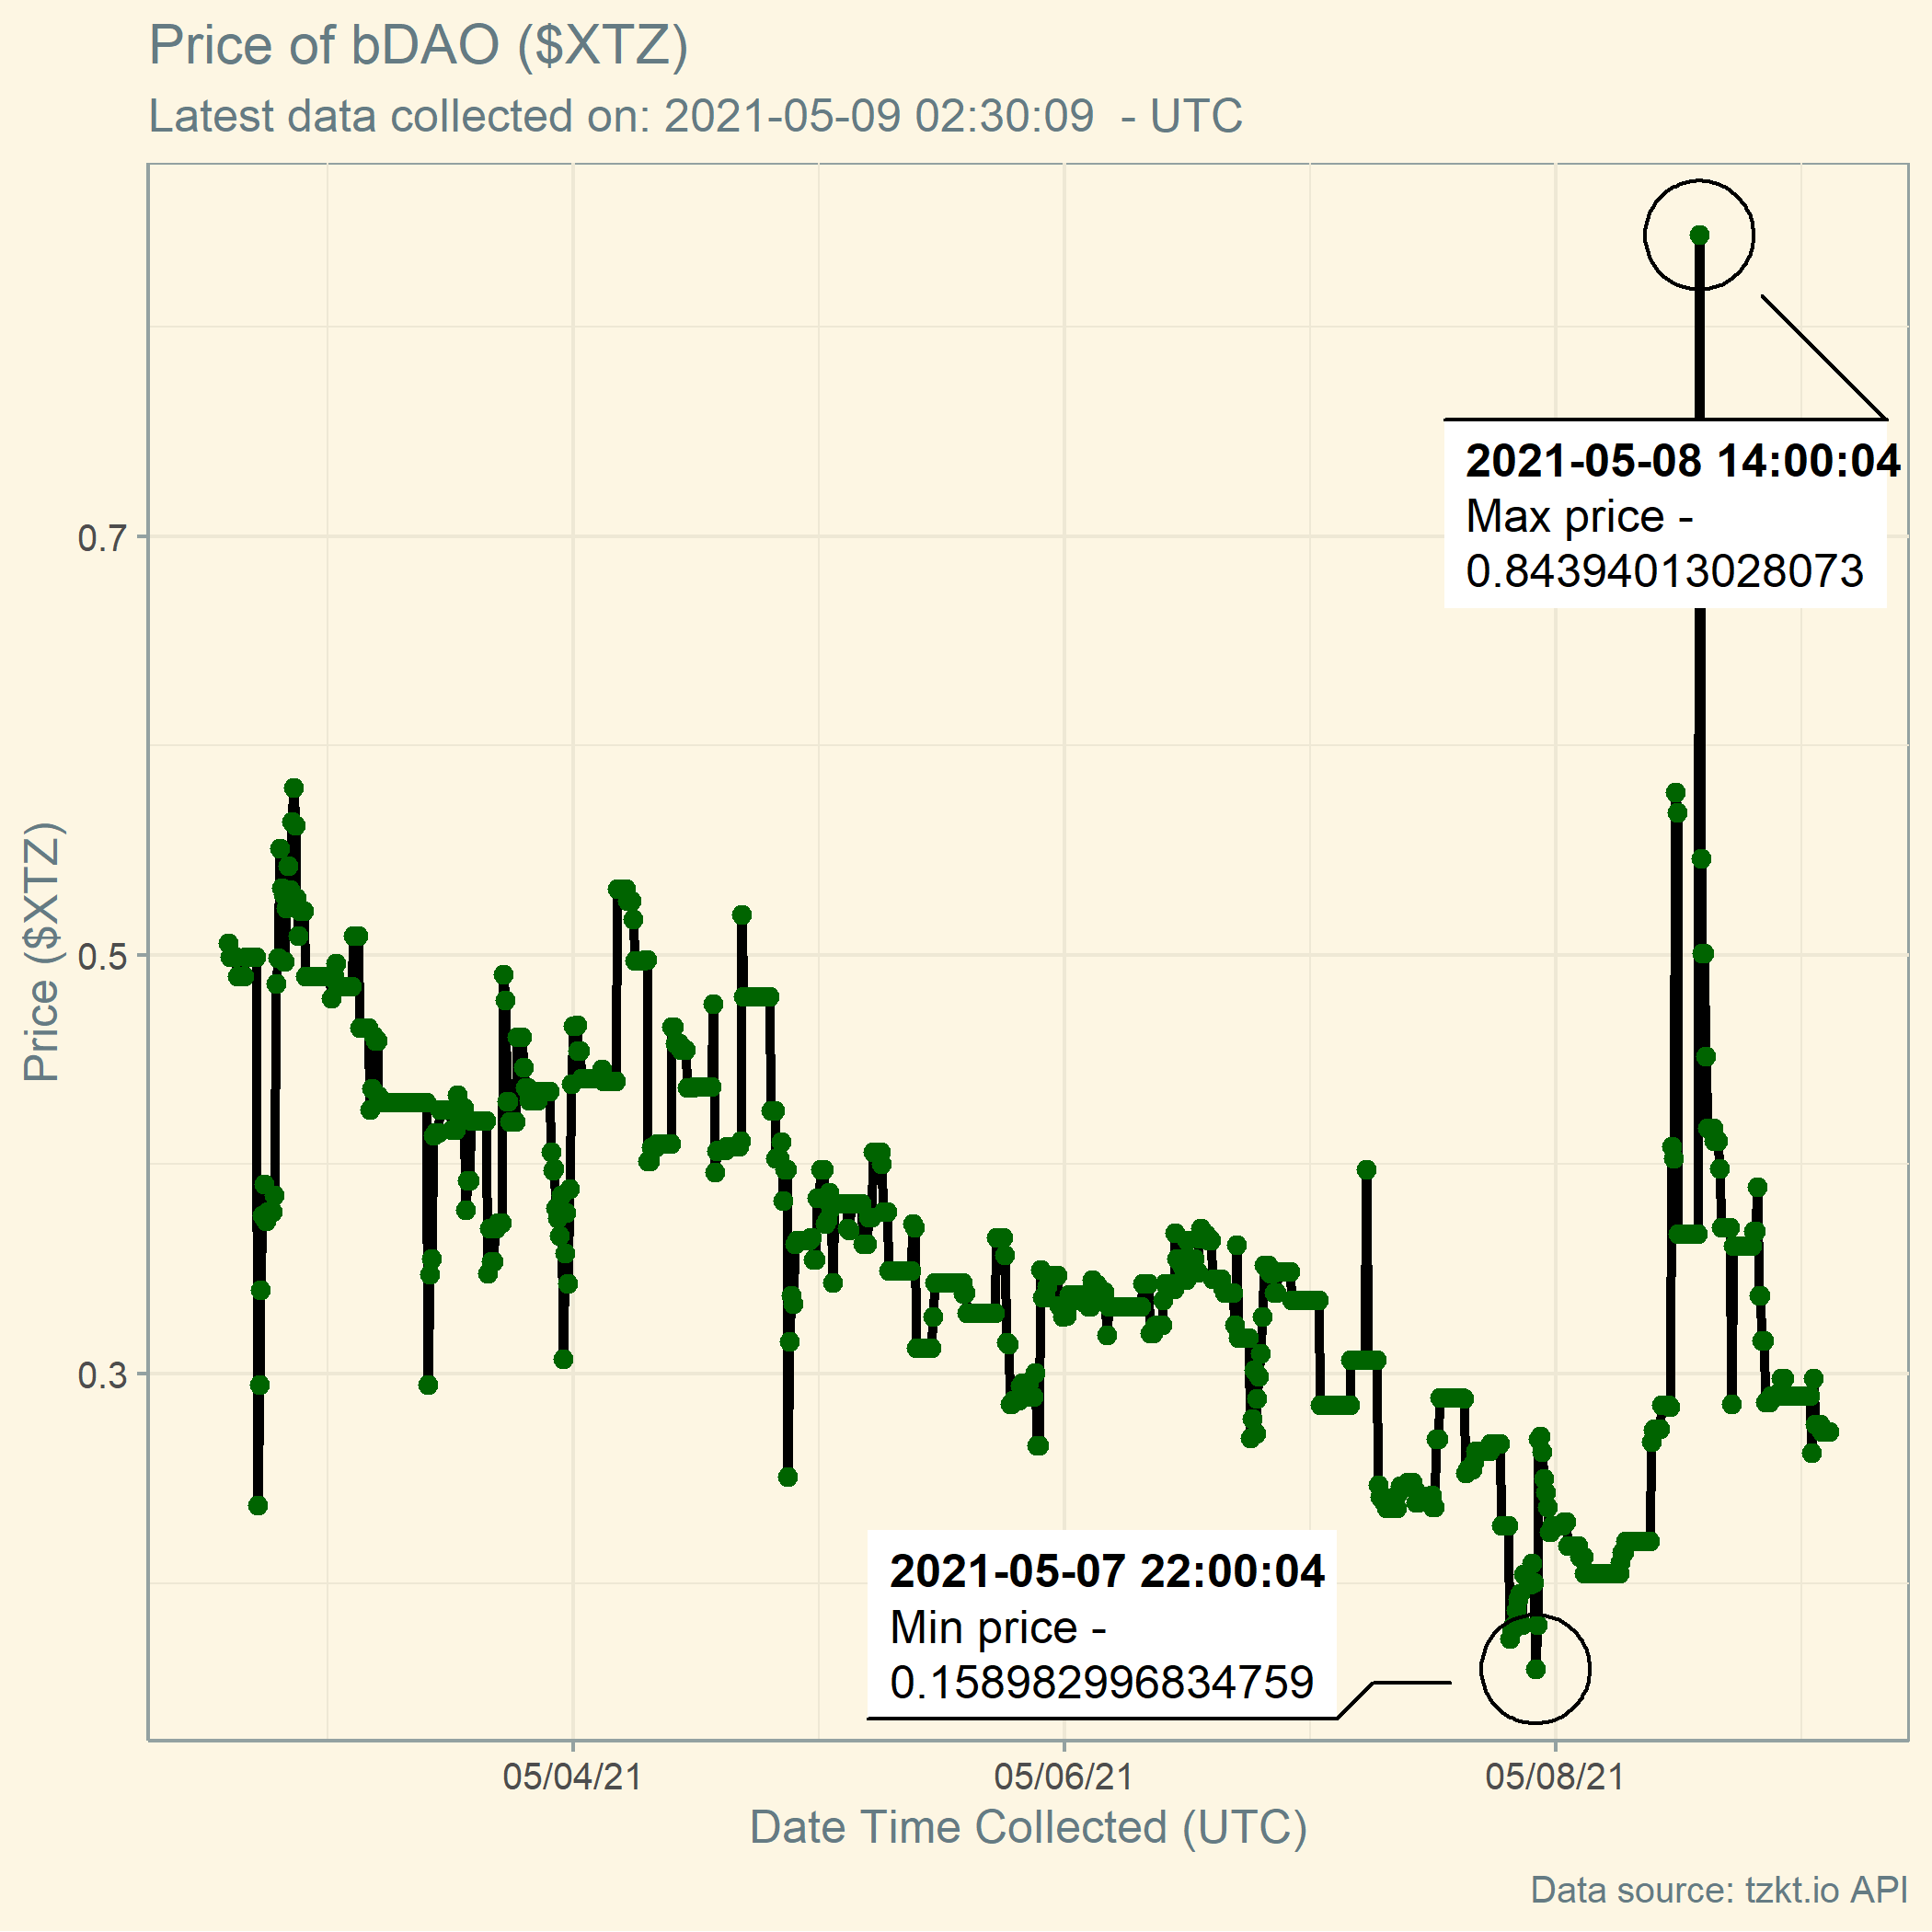 Price of bDAO ($XTZ)
Latest data collected on: 2021-05-09 02:30:09  - UTC
2021-05-08 14:00:04
Max price -
0.84394013028073
0.7
0.5
0.3
Price ($XTZ)
2021-05-07 22:00:04
Min price -
0.158982996834759
05/04/21
05/06/21
05/08/21
Date Time Collected (UTC)
Data source: tzkt.io API